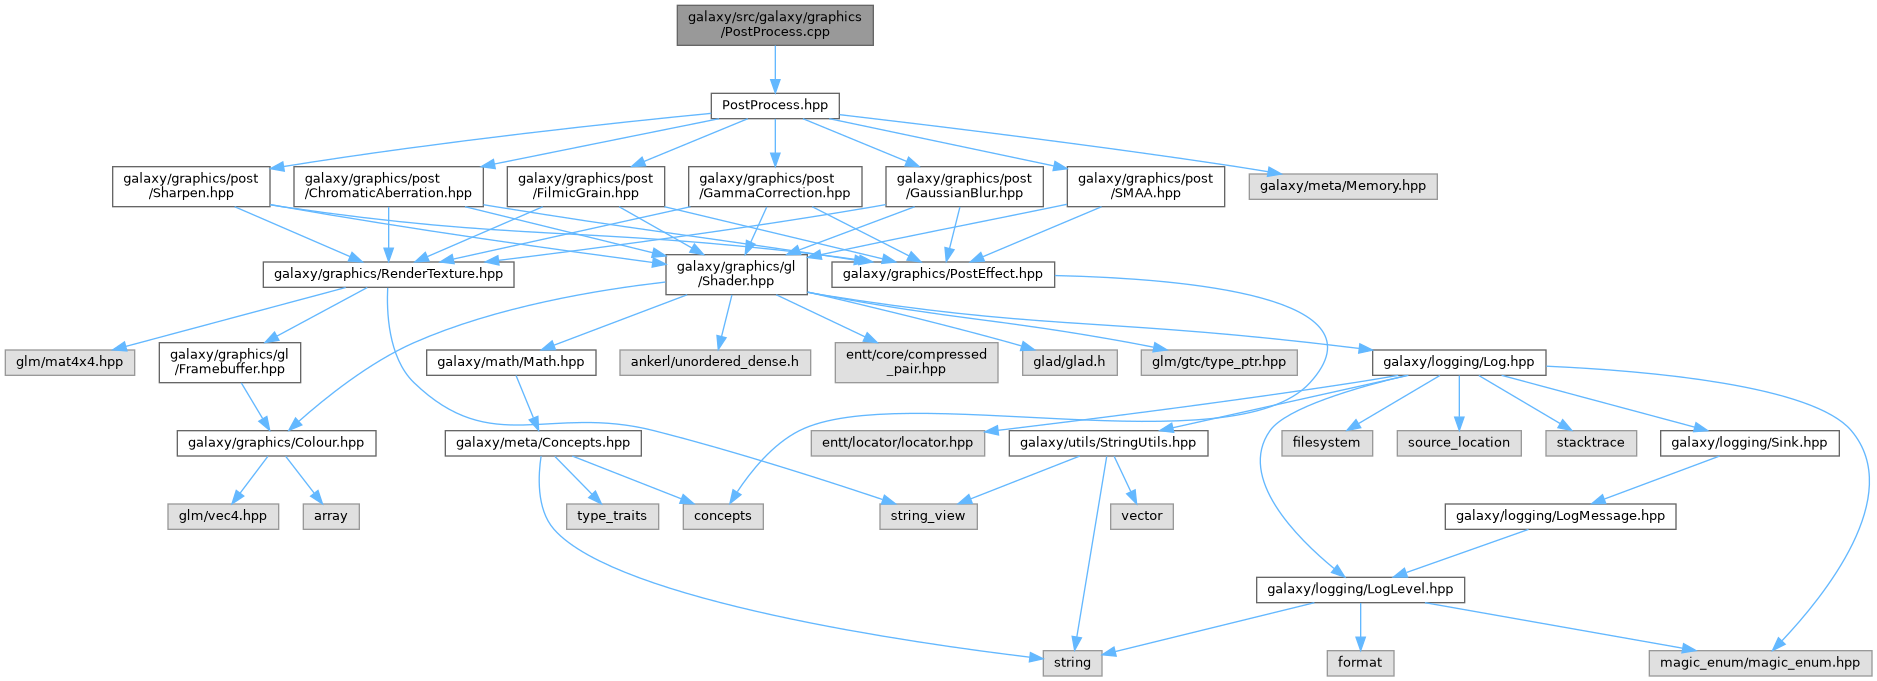 galaxy/src/galaxy/graphics
/PostProcess.cpp
PostProcess.hpp
galaxy/graphics/post
/Sharpen.hpp
galaxy/graphics/post
/ChromaticAberration.hpp
galaxy/graphics/post
/FilmicGrain.hpp
galaxy/graphics/post
/GammaCorrection.hpp
galaxy/graphics/post
/GaussianBlur.hpp
galaxy/graphics/post
/SMAA.hpp
galaxy/meta/Memory.hpp
galaxy/graphics/RenderTexture.hpp
galaxy/graphics/gl
/Shader.hpp
galaxy/graphics/PostEffect.hpp
glm/mat4x4.hpp
galaxy/graphics/gl
/Framebuffer.hpp
galaxy/math/Math.hpp
ankerl/unordered_dense.h
entt/core/compressed
_pair.hpp
glad/glad.h
glm/gtc/type_ptr.hpp
galaxy/logging/Log.hpp
galaxy/graphics/Colour.hpp
galaxy/meta/Concepts.hpp
entt/locator/locator.hpp
galaxy/utils/StringUtils.hpp
filesystem
source_location
stacktrace
galaxy/logging/Sink.hpp
glm/vec4.hpp
array
type_traits
concepts
string_view
vector
galaxy/logging/LogMessage.hpp
galaxy/logging/LogLevel.hpp
string
format
magic_enum/magic_enum.hpp